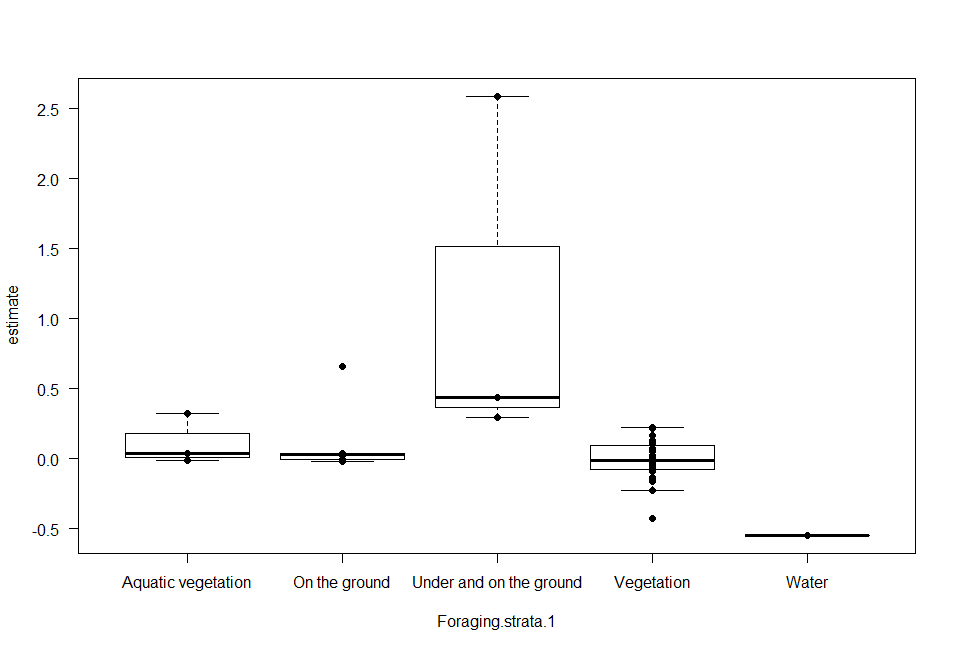 estimate
2.5
2.0
1.5
1.0
0.5
0.0
-0.5
Aquatic vegetation On the ground Under and on the ground Vegetation Water
Foraging.strata.1